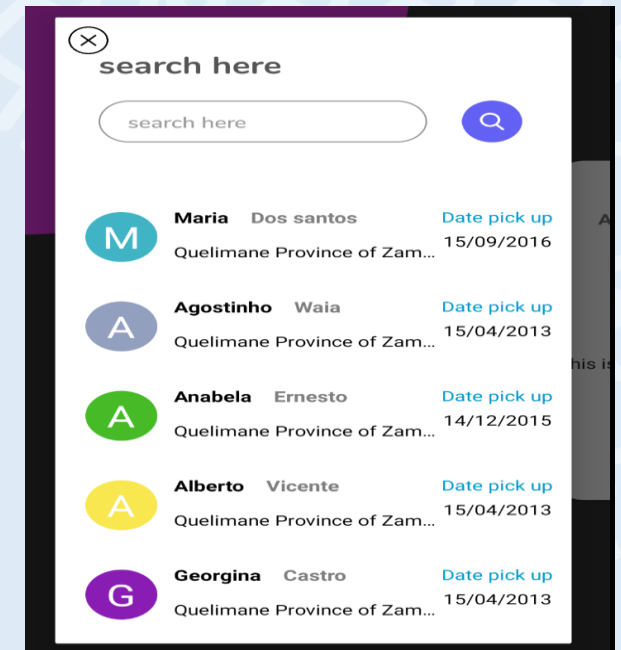 search here
search here
M
Maria Dos santos
Date pick up
Quelimane Province of Zam...
15/09/2016
A
Agostinho Waia
Date pick up
Quelimane Province of Zam...
15/04/2013
A
Anabela Ernesto
Date pick up
Quelimane Province of Zam...
14/12/2015
A
Alberto Vicente
Date pick up
Quelimane Province of Zam...
15/04/2013
G
Georgina Castro
Date pick up
Quelimane Province of Zam...
15/04/2013